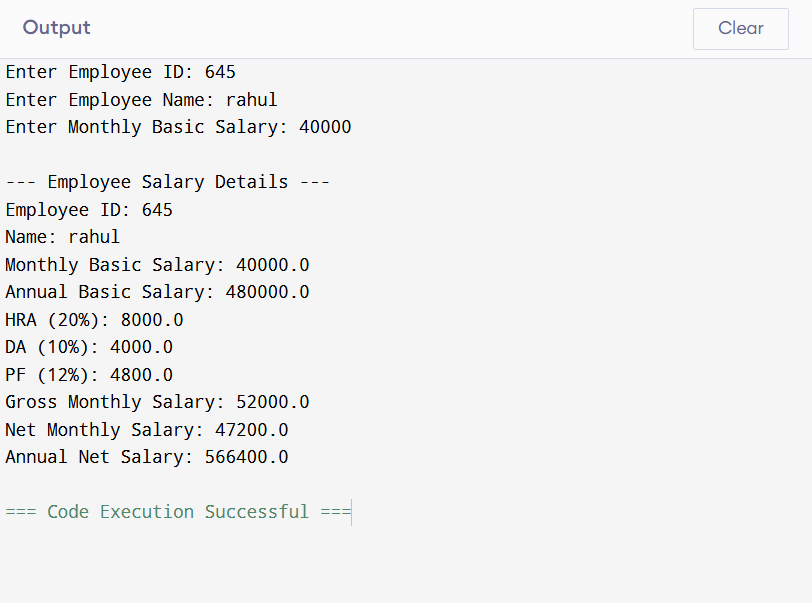 Output
Clear
Enter Employee ID: 645
Enter Employee Name: rahul
Enter Monthly Basic Salary: 40000
--- Employee Salary Details ---
Employee ID: 645
Name: rahul
Monthly Basic Salary: 40000.0
Annual Basic Salary: 480000.0
HRA (20%): 8000.0
DA (10%): 4000.0
PF (12%): 4800.0
Gross Monthly Salary: 52000.0
Net Monthly Salary: 47200.0
Annual Net Salary: 566400.0
=== Code Execution Successful ===